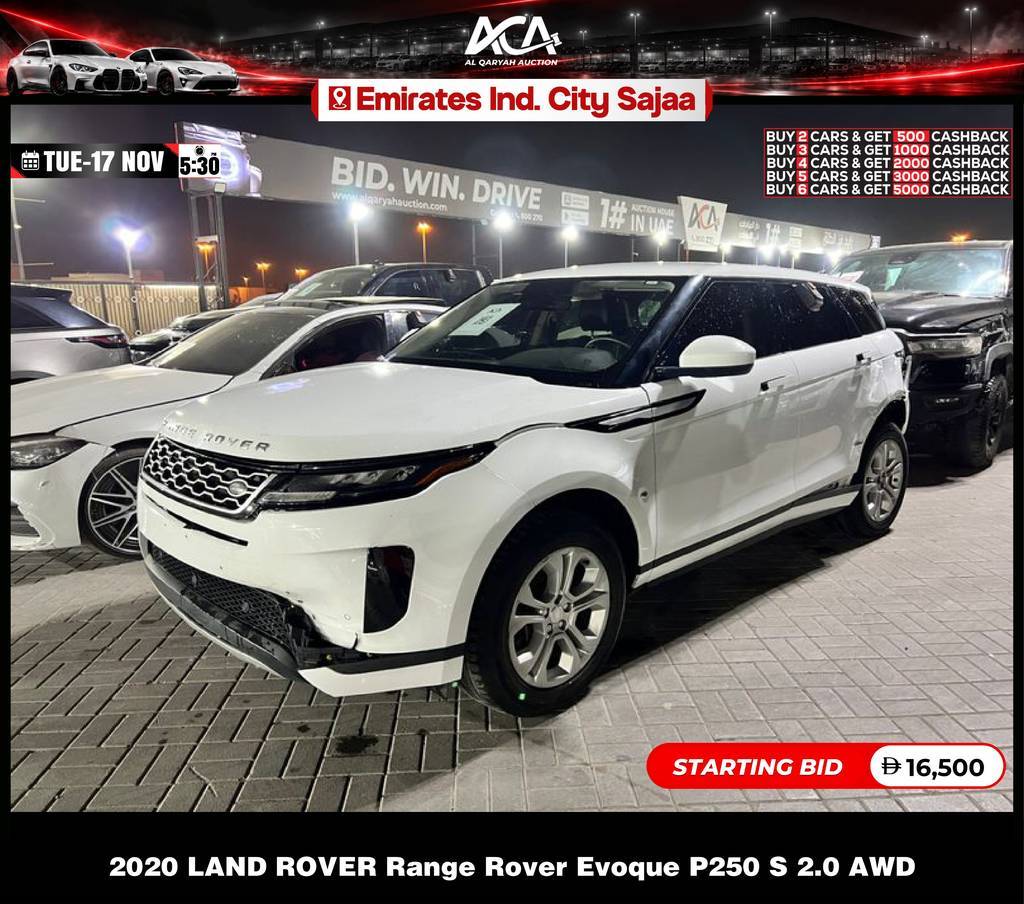 ACA
AL QARYAH AUCTION
Emirates Ind. City Sajaa
TUE-17 NOV
5:30
PM
BUY 2 CARS & GET 500 CASHBACK
BUY 3 CARS & GET 1000 CASHBACK
BUY 4 CARS & GET 2000 CASHBACK
BUY 5 CARS & GET 3000 CASHBACK
BUY 6 CARS & GET 5000 CASHBACK
BID. WIN. DRIVE
www.alqaryahauction.com
1# AUCTION HOUSE
IN UAE
ACA
ROVER
STARTING BID
16,500
2020 LAND ROVER Range Rover Evoque P250 S 2.0 AWD